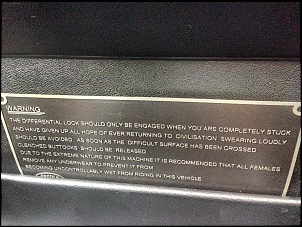 WARNING
THE DIFFERENTIAL LOCK SHOULD ONLY BE ENGAGED WHEN YOU ARE COMPLETELY STUCK
AND HAVE GIVEN UP ALL HOPE OF EVER RETURNING TO CIVILISATION SWEARING LOUDLY
SHOULD BE AVOIDED. AS SOON AS THE DIFFICULT SURFACE HAS BEEN CROSSED
CLENCHED BUTTOCKS SHOULD BE RELEASED
DUE TO THE EXTREME NATURE OF THIS MACHINE IT IS RECOMMENDED THAT ALL FEMALES
REMOVE ANY UNDERWEAR TO PREVENT IT FROM
BECOMING UNCONTROLLABLY WET FROM RIDING IN THIS VEHICLE